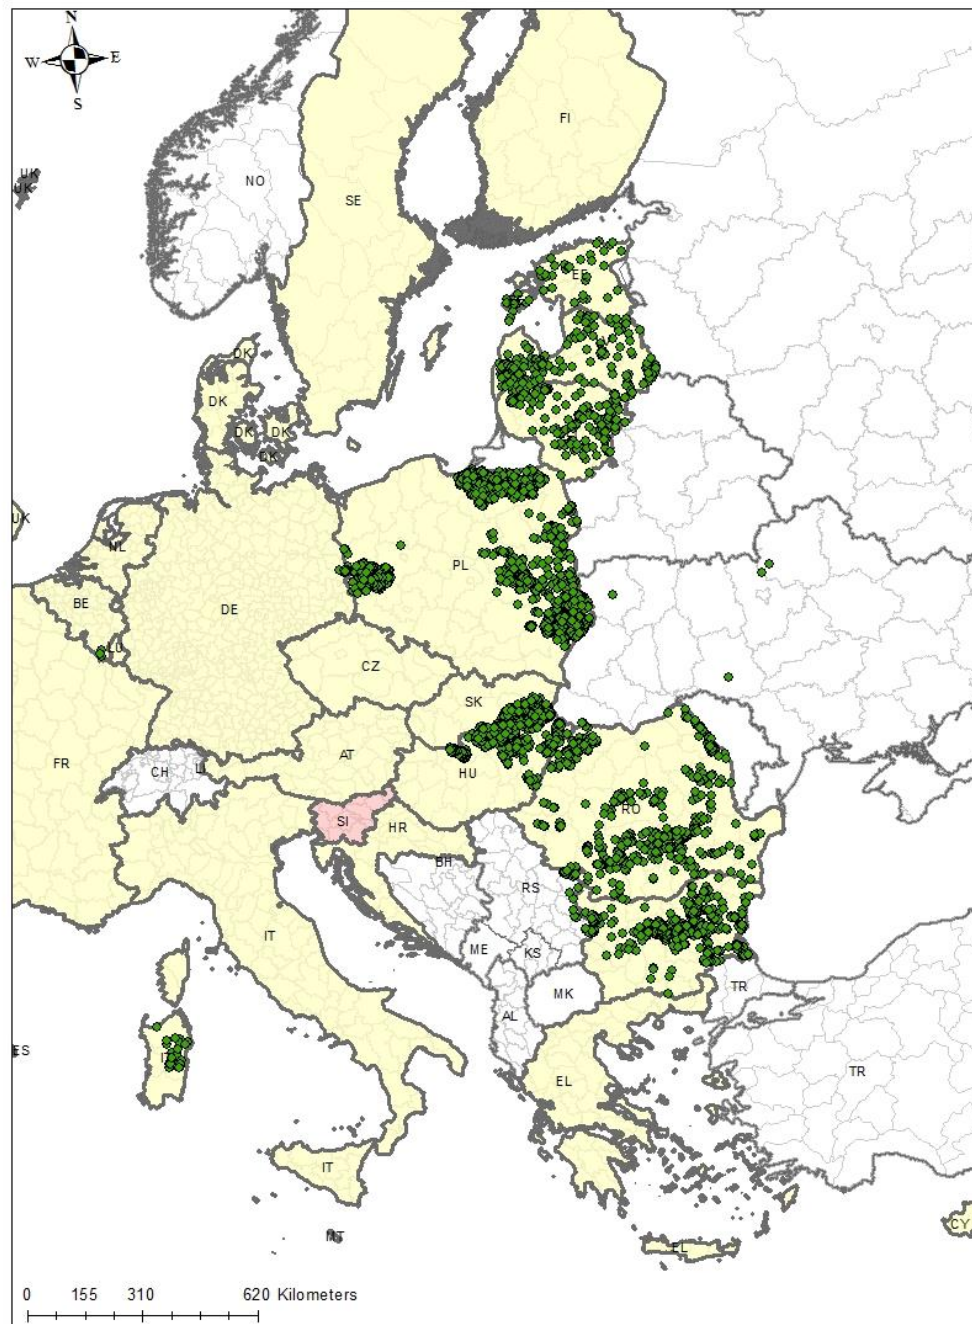 N
W E
S
FI
UK
UK
NO
SE
EE
DK
DK
DK
DK
DK
UK
NL
PL
BE
DE
LU
CZ
SK
FR
AT
CH
LI
HU
RO
SI
HR
BH
RS
IT
ME
KS
MK
TR
AL
ES
IT
TR
EL
IT
CY
MT
EL
0 155 310 620 Kilometers